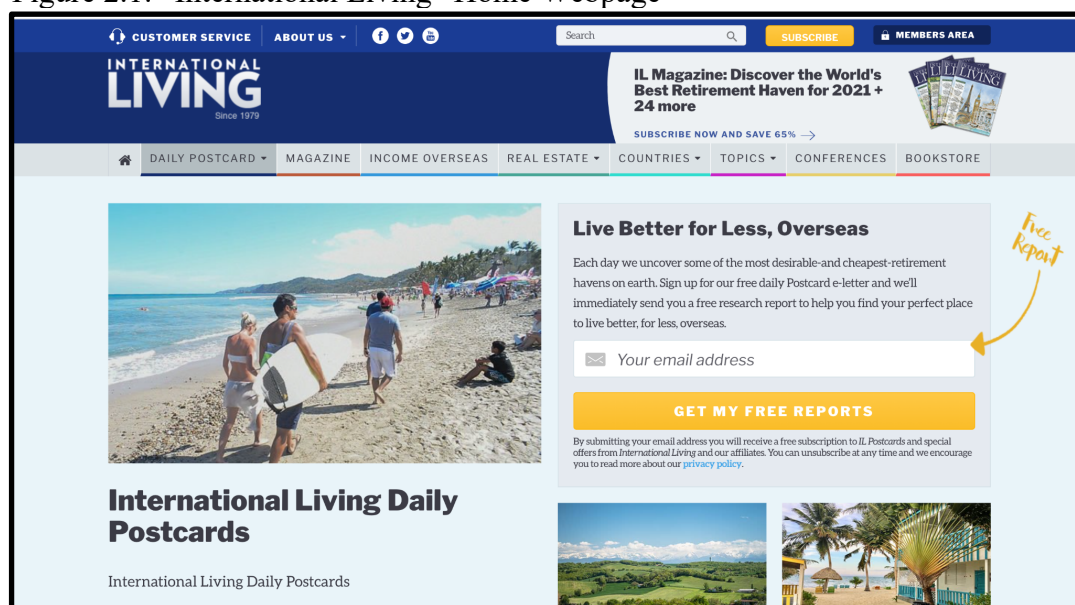 Figure 2.1. "International Living" Home Webpage
CUSTOMER SERVICE
ABOUT US
Search
SUBSCRIBE
MEMBERS AREA
INTERNATIONAL
LIVING
Since 1979
IL Magazine: Discover the World's
Best Retirement Haven for 2021 +
24 more
SUBSCRIBE NOW AND SAVE 65% →
DAILY POSTCARD
MAGAZINE
INCOME OVERSEAS
REAL ESTATE
COUNTRIES
TOPICS
CONFERENCES
BOOKSTORE
Live Better for Less, Overseas
Each day we uncover some of the most desirable-and cheapest-retirement
havens on earth. Sign up for our free daily Postcard e-letter and we'll
immediately send you a free research report to help you find your perfect place
to live better, for less, overseas.
Free
Report
Your email address
GET MY FREE REPORTS
By submitting your email address you will receive a free subscription to IL Postcards and special
offers from International Living and our affiliates. You can unsubscribe at any time and we encourage
you to read more about our privacy policy.
International Living Daily
Postcards
International Living Daily Postcards